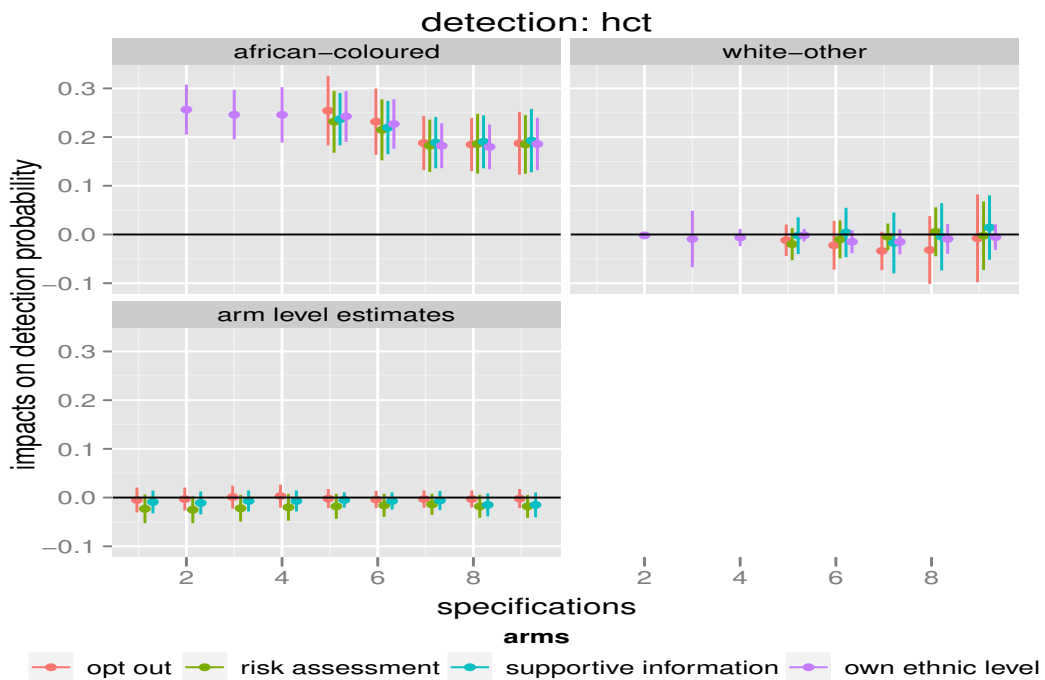 detection: hct
african−coloured
white−other
0.3
0.2
0.1
0.0
−0.1
arm level estimates
0.3
0.2
0.1
0.0
−0.1
impacts on detection probability
2 4 6 8
2 4 6 8
specifications
arms
opt out risk assessment supportive information own ethnic level